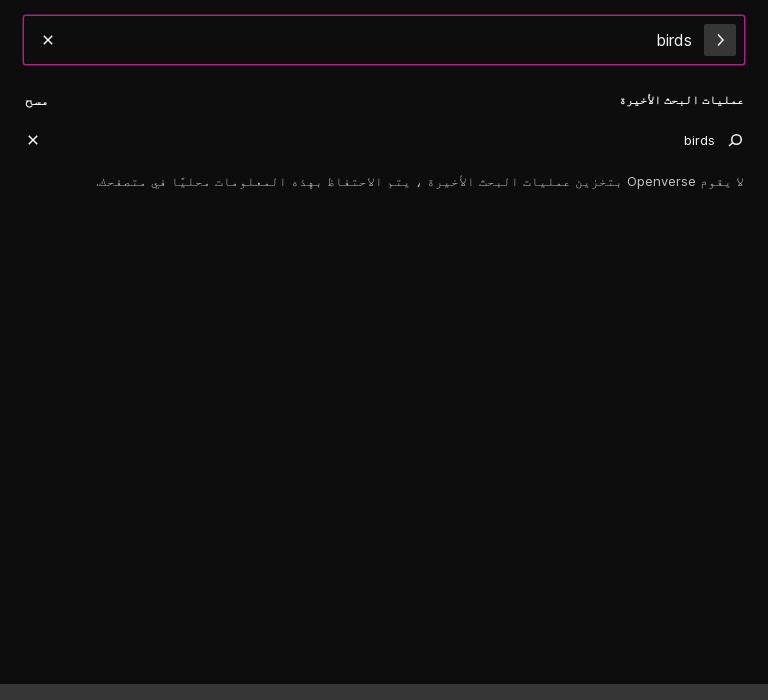 birds
عمليات البحث الأخيرة
مسح
birds
لا يقوم Openverse بتخزين عمليات البحث الأخيرة ، يتم الاحتفاظ بهذه المعلومات محليًا في متصفحك.